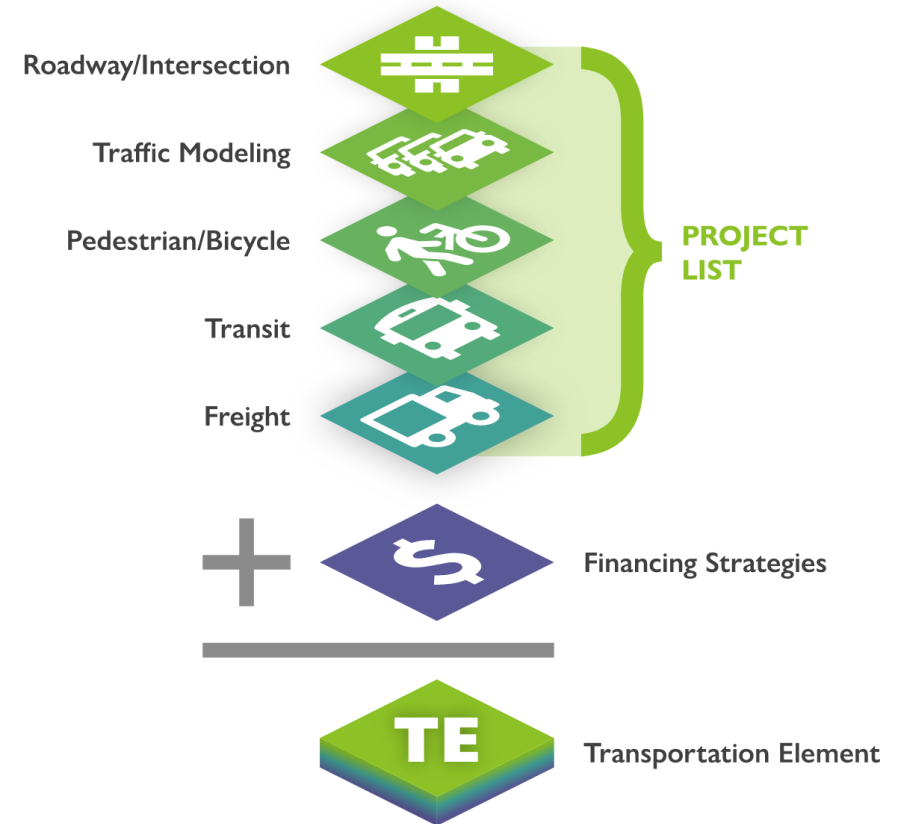 Roadway/Intersection
Traffic Modeling
Pedestrian/Bicycle
Transit
Freight
PROJECT
LIST
+
$
Financing Strategies
TE
Transportation Element